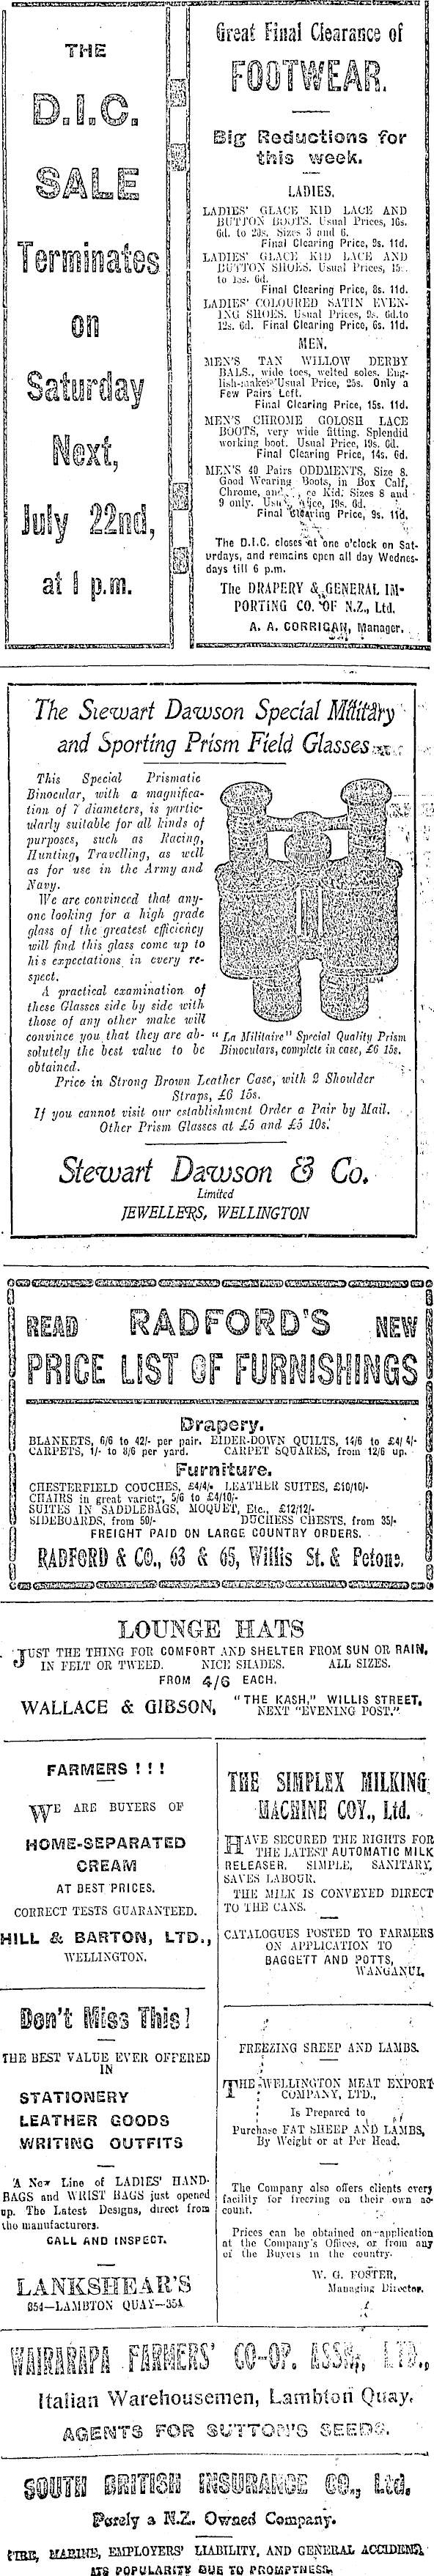 THE
D.I.C.
SALE
Terminates
on
Saturday
Next,
July 22nd,
at 1 p.m.
Great Final Clearance of
FOOTWEAR.
Big Reductions for
this week.
LADIES.
LADIES' GLACE KID LACE AND
BUTTON BOOTS. Usual Prices, 16s.
6d. to 20s. Sizes 3 and 6.
Final Clearing Price, 9s. 11d.
LADIES' GLACE KID LACE AND
BUTTON SHOES. Usual Prices, 15s.
to 18s. 6d.
Final Clearing Price, 8s. 11d.
LADIES' COLOURED SATIN EVEN-
ING SHOES. Usual Prices, 9s. 6d. to
12s. 6d. Final Clearing Price, 6s. 11d.
MEN.
MEN'S TAN WILLOW DERBY
BALS., wide toes, welted soles. Eng-
lish-make. Usual Price, 25s. Only a
Few Pairs Left.
Final Clearing Price, 15s. 11d.
MEN'S CHROME GOLOSH LACE
BOOTS, very wide fitting. Splendid
working boot. Usual Price, 19s. 6d.
Final Clearing Price, 14s. 6d.
MEN'S 40 Pairs ODDMENTS, Size 8.
Good Wearing Boots, in Box Calf,
Chrome, Kid. Sizes 8 and
9 only. 19s. 6d.
Final Clearing Price, 9s. 11d.
The D.I.C. closes at one o'clock on Sat-
urdays, and remains open all day Wednes-
days till 6 p.m.
The DRAPERY & GENERAL IM-
PORTING CO. OF N.Z., Ltd.
A. A. CORRIGAN, Manager.
The Stewart Dawson Special Military
and Sporting Prism Field Glasses
This Special Prismatic
Binocular, with a magnifica-
tion of 7 diameters, is partic-
ularly suitable for all kinds of
purposes, such as Racing,
Hunting, Travelling, as well
as for use in the Army and
Navy.
We are convinced that any-
one looking for a high grade
glass of the greatest efficiency
will find this glass come up to
his expectations in every re-
spect.
A practical examination of
these Glasses side by side with
those of any other make will
convince you that they are ab-
solutely the best value to be
obtained.
"La Militaire" Special Quality Prism
Binoculars, complete in case, £6 15s.
Price in Strong Brown Leather Case, with 2 Shoulder
Straps, £6 15s.
If you cannot visit our establishment Order a Pair by Mail.
Other Prism Glasses at £5 and £5 10s.
Stewart Dawson & Co.
Limited
JEWELLERS, WELLINGTON
READ RADFORD'S NEW
PRICE LIST OF FURNISHINGS
Drapery.
BLANKETS, 6/6 to 42/- per pair. EIDER-DOWN QUILTS, 14/6 to £4/4/-
CARPETS, 1/- to 8/6 per yard. CARPET SQUARES, from 12/6 up.
Furniture.
CHESTERFIELD COUCHES, £4/4/- LEATHER SUITES, £10/10/-
CHAIRS in great variety, 5/6 to £4/10/-
SUITES IN SADDLEBAGS, MOQUET, Etc., £12/12/-
SIDEBOARDS, from 50/- DUCHESS CHESTS, from 35/-
FREIGHT PAID ON LARGE COUNTRY ORDERS.
RADFORD & CO., 63 & 65, Willis St. & Petone.
LOUNGE HATS
JUST THE THING FOR COMFORT AND SHELTER FROM SUN OR RAIN,
IN FELT OR TWEED. NICE SHADES. ALL SIZES.
FROM 4/6 EACH.
WALLACE & GIBSON, "THE KASH," WILLIS STREET,
NEXT "EVENING POST."
FARMERS ! ! !
WE ARE BUYERS OF
HOME-SEPARATED
CREAM
AT BEST PRICES.
CORRECT TESTS GUARANTEED.
HILL & BARTON, LTD.,
WELLINGTON.
THE SIMPLEX MILKING
MACHINE COY., Ltd.
HAVE SECURED THE RIGHTS FOR
THE LATEST AUTOMATIC MILK
RELEASER. SIMPLE, SANITARY,
SAVES LABOUR.
THE MILK IS CONVEYED DIRECT
TO THE CANS.
CATALOGUES POSTED TO FARMERS
ON APPLICATION TO
BAGGETT AND POTTS,
WANGANUI.
Don't Miss This!
THE BEST VALUE EVER OFFERED
IN
STATIONERY
LEATHER GOODS
WRITING OUTFITS
A New Line of LADIES' HAND-
BAGS and WRIST BAGS just opened
up. The Latest Designs, direct from
the manufacturers.
CALL AND INSPECT.
LANKSHEAR'S
354—LAMBTON QUAY—354
FREEZING SHEEP AND LAMBS.
THE WELLINGTON MEAT EXPORT
COMPANY, LTD.,
Is Prepared to
Purchase FAT SHEEP AND LAMBS,
By Weight or at Per Head.
The Company also offers clients every
facility for freezing on their own ac-
count.
Prices can be obtained on application
at the Company's Offices, or from any
of the Buyers in the country.
W. G. FOSTER,
Managing Director.
WAIRARAPA FARMERS' CO-OP. ASSN., LTD.,
Italian Warehousemen, Lambton Quay.
AGENTS FOR SUTTON'S SEEDS.
SOUTH BRITISH INSURANCE CO., Ltd.
Purely a N.Z. Owned Company.
FIRE, MARINE, EMPLOYERS' LIABILITY, AND GENERAL ACCIDENT.
ITS POPULARITY DUE TO PROMPTNESS.